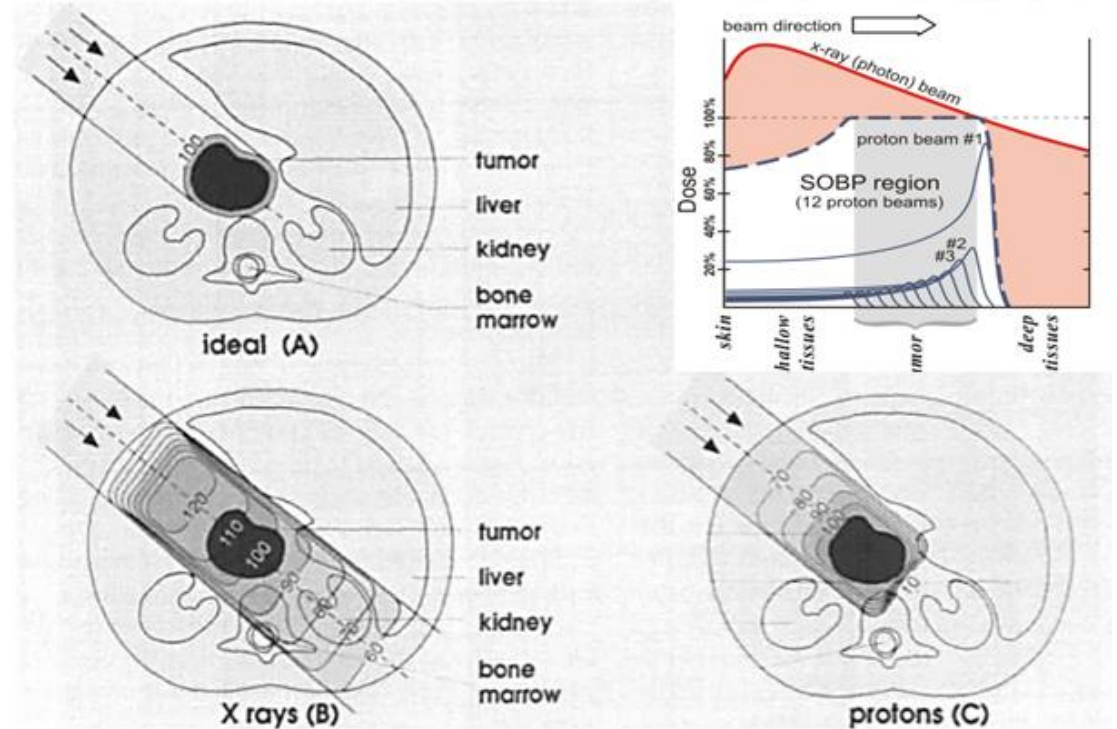 100
tumor
liver
kidney
bone
marrow
ideal (A)
beam direction
x-ray (photon) beam
Dose
100%
80%
60%
40%
20%
proton beam #1
SOBP region
(12 proton beams)
#2
#3
skin
hallow
tissues
imor
deep
tissues
120
110
100
90
80
70
60
tumor
liver
kidney
bone
marrow
X rays (B)
70
80
90
100
10
protons (C)